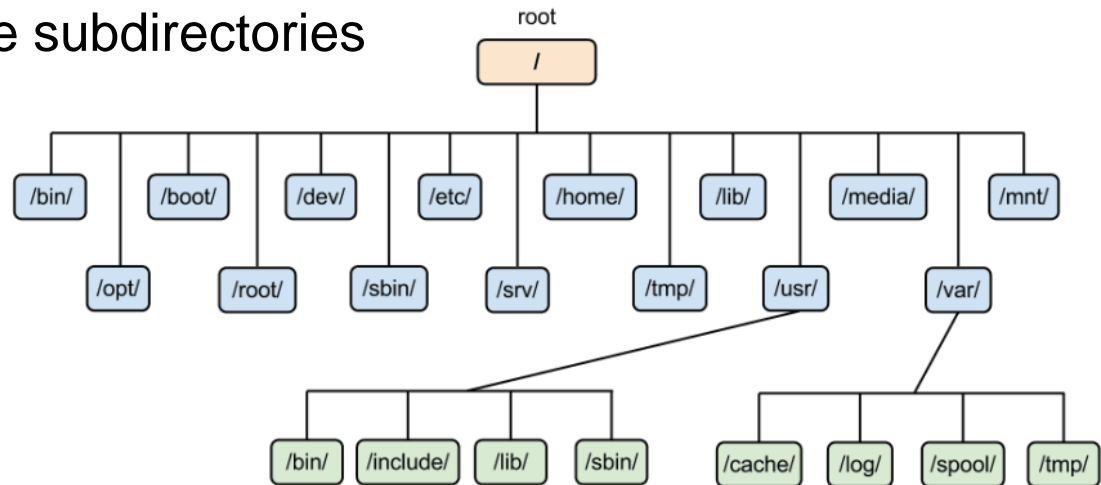 e subdirectories
root
/
/bin/ /boot/ /dev/ /etc/ /home/ /lib/ /media/ /mnt/
/opt/ /root/ /sbin/ /srv/ /tmp/ /usr/ /var/
/bin/ /include/ /lib/ /sbin/ /cache/ /log/ /spool/ /tmp/